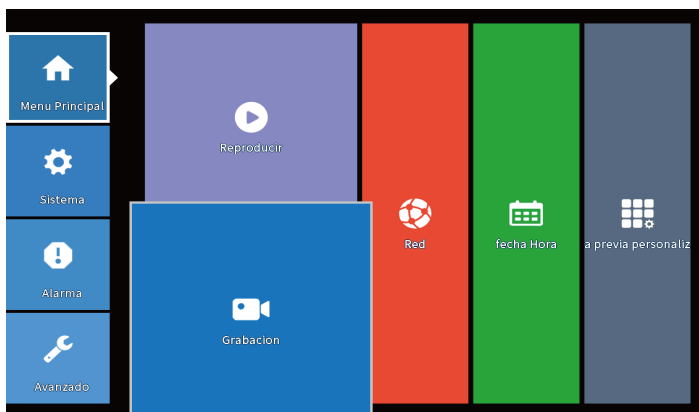 Menu Principal
Sistema
Alarma
Avanzado
Reproducir
Grabacion
Red
fecha Hora
a previa personaliz